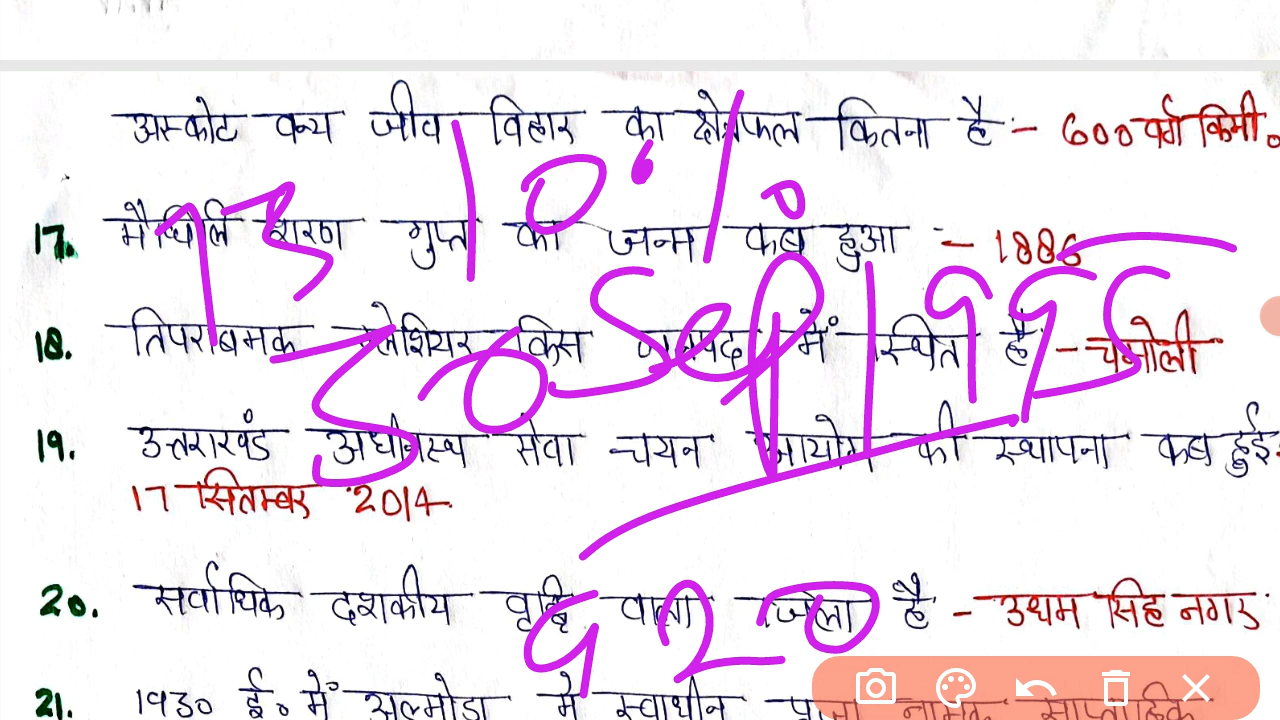 अस्कोट वन्य जीव विहार का क्षेत्रफल कितना है :- 600 वर्ग किमी०
17. मैथिलि शरण गुप्त का जन्म कब हुआ :- 1886
18. तिपराबमक ग्लेशियर किस जनपद में स्थित है - चमोली
19. उत्तराखंड अधीनस्थ सेवा चयन आयोग की स्थापना कब हुई:-
17 सितम्बर 2014
20. सर्वाधिक दशकीय वृद्धि वाला जिला है - उधम सिंह नगर
21. 1930 ई० में अल्मोडा में स्वाधीन प्रजा नामक साप्ताहिक
13 10
Sep 1995
920